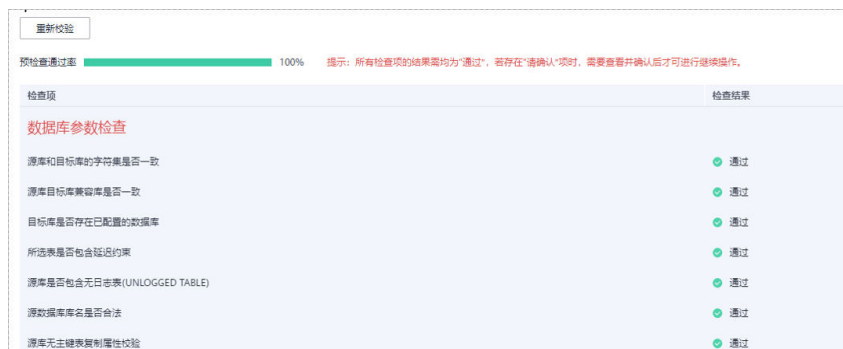 重新校验
预检查通过率 100% 提示：所有检查项的结果需均为“通过”，若存在“请确认”项时，需要查看并确认后才可进行继续操作。
检查项 检查结果
数据库参数检查
源库和目标库的字符集是否一致 通过
源库目标库兼容库是否一致 通过
目标库是否存在已配置的数据库 通过
所选表是否包含延迟约束 通过
源库是否包含无日志表(UNLOGGED TABLE) 通过
源数据库库名是否合法 通过
源库无主键表复制属性校验 通过